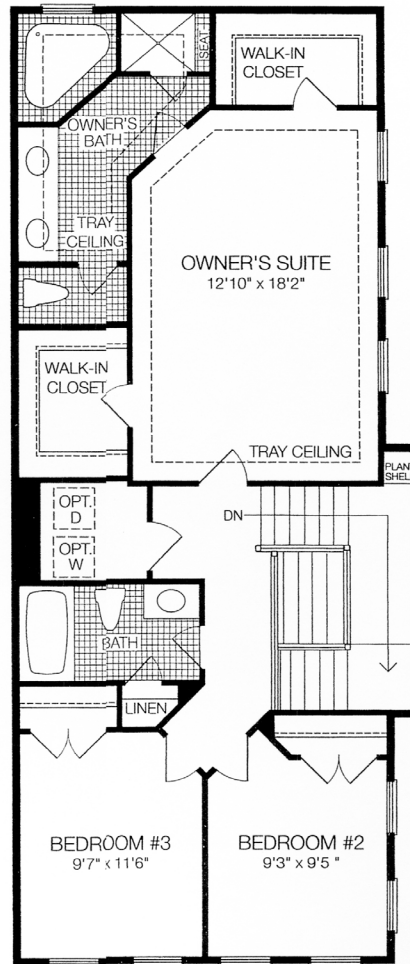 SEAT
WALK-IN
CLOSET
OWNER'S
BATH
TRAY
CEILING
OWNER'S SUITE
12'10" x 18'2"
WALK-IN
CLOSET
TRAY CEILING
PLAN
SHEL
OPT.
D
DN
OPT.
W
BATH
LINEN
BEDROOM #3
9'7" x 11'6"
BEDROOM #2
9'3" x 9'5 "